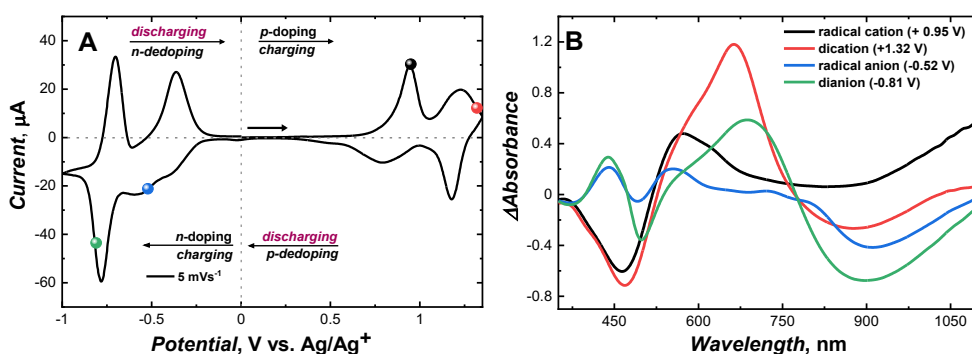 A
discharging
n-dedoping
p-doping
charging
n-doping
charging
discharging
p-dedoping
5 mVs⁻¹
Current, µA
40
20
0
-20
-40
-60
-1
-0.5
0
0.5
1
Potential, V vs. Ag/Ag⁺
B
radical cation (+ 0.95 V)
dication (+1.32 V)
radical anion (-0.52 V)
dianion (-0.81 V)
ΔAbsorbance
1.2
0.8
0.4
0.0
-0.4
-0.8
450
600
750
900
1050
Wavelength, nm